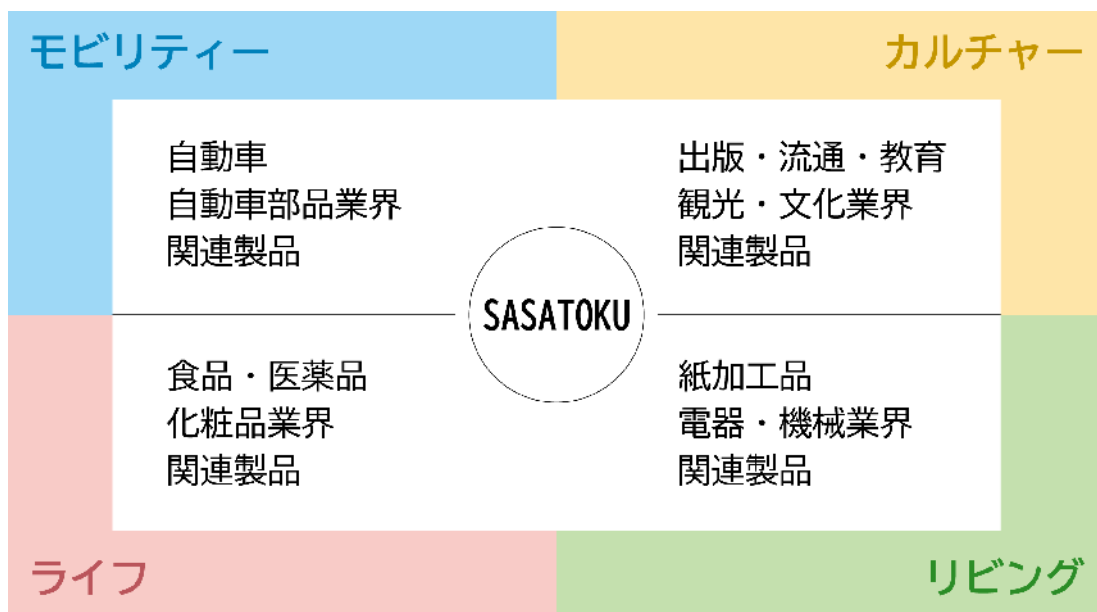 モビリティー
カルチャー
自動車
自動車部品業界
関連製品
出版・流通・教育
観光・文化業界
関連製品
SASATOKU
食品・医薬品
化粧品業界
関連製品
紙加工品
電器・機械業界
関連製品
ライフ
リビング